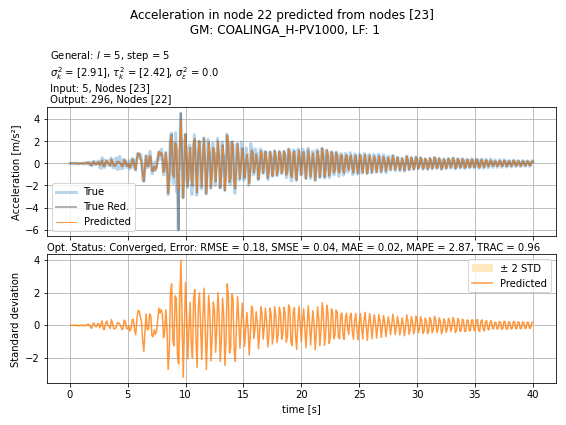 Acceleration in node 22 predicted from nodes [23]
GM: COALINGA_H-PV1000, LF: 1
General: l = 5, step = 5
σ²ₖ = [2.91], τ²ₖ = [2.42], σ²ε = 0.0
Input: 5, Nodes [23]
Output: 296, Nodes [22]
Acceleration [m/s²]
4
2
0
−2
−4
−6
True
True Red.
Predicted
Opt. Status: Converged, Error: RMSE = 0.18, SMSE = 0.04, MAE = 0.02, MAPE = 2.87, TRAC = 0.96
Standard deviation
4
2
0
−2
± 2 STD
Predicted
0 5 10 15 20 25 30 35 40
time [s]